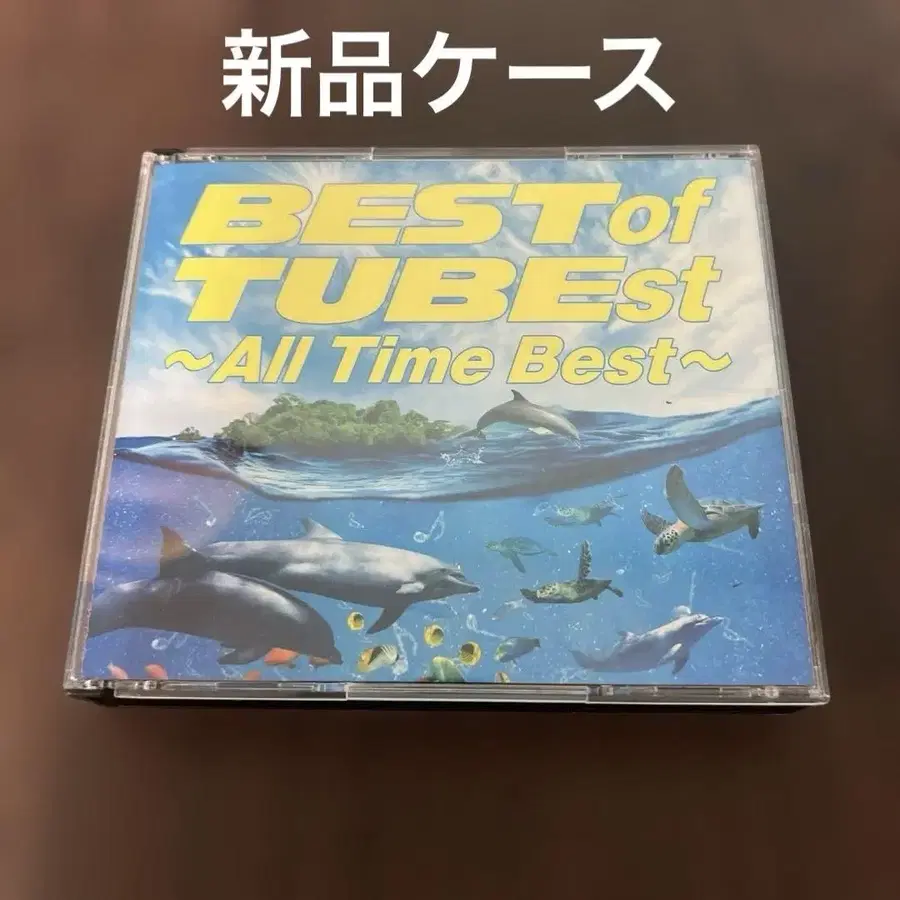 新品ケース
BEST of
TUBEst
~All Time Best~